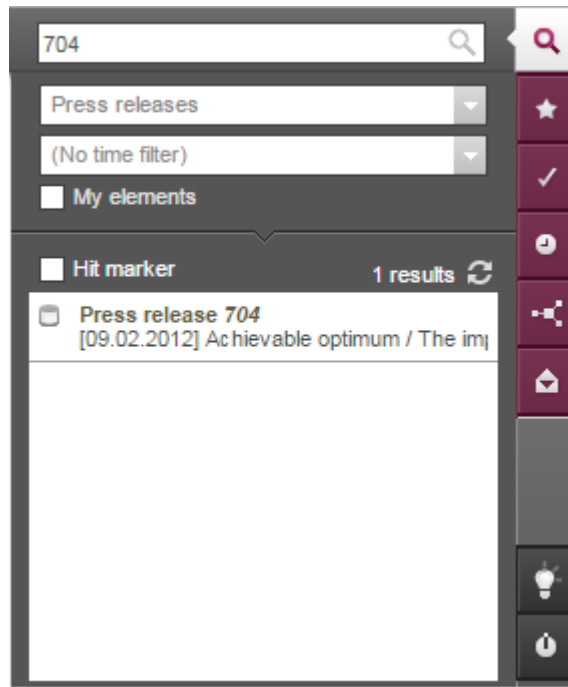 704
Press releases
(No time filter)
My elements
Hit marker
1 results
Press release 704
[09.02.2012] Achievable optimum / The imp